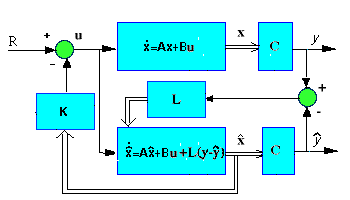 R + u ẋ=Ax+Bu x C y
-
K L +
-
x̂̇=Ax̂+Bu+L(y-ŷ) x̂ C ŷ